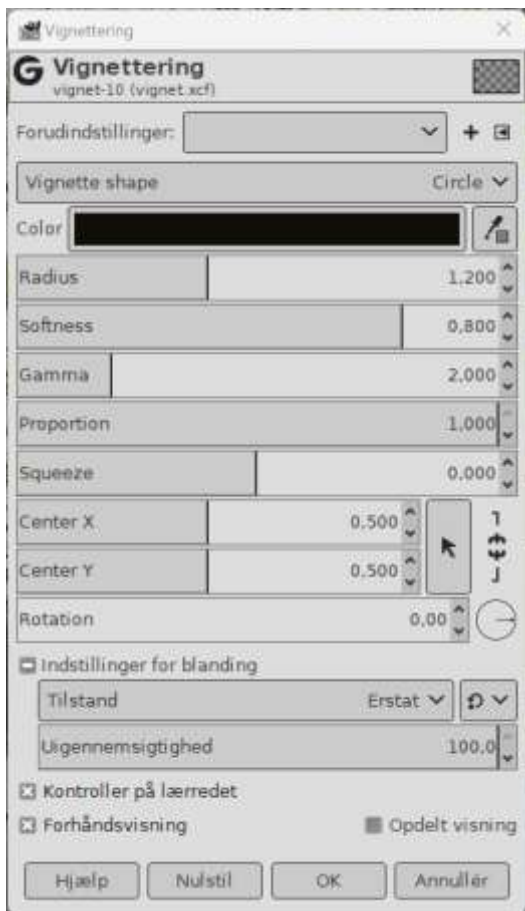 Vignettering
G Vignettering
vignet-10 (vignet.xcf)
Forudindstillinger:
Vignette shape Circle
Color
Radius 1,200
Softness 0,800
Gamma 2,000
Proportion 1,000
Squeeze 0,000
Center X 0,500
Center Y 0,500
Rotation 0,00
Indstillinger for blanding
Tilstand Erstat
Uigennemsigtighed 100,0
Kontroller på lærredet
Forhåndsvisning Opdelt visning
Hjælp Nulstil OK Annullér